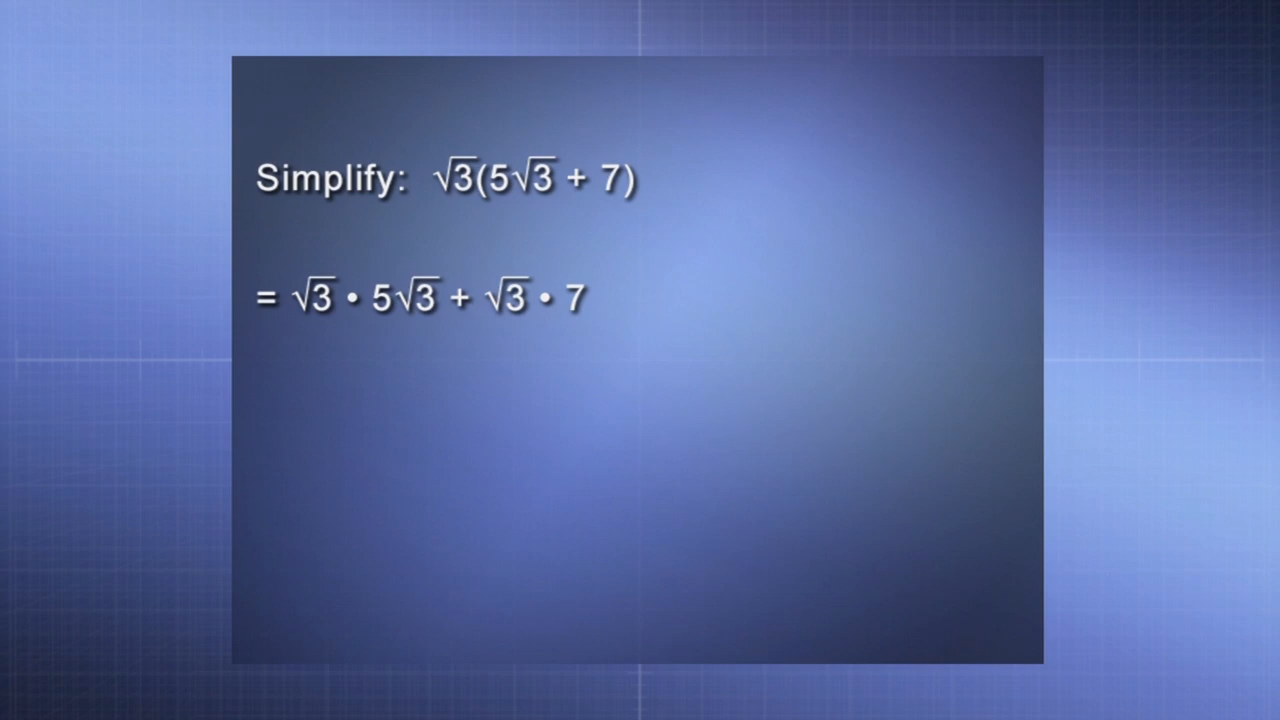 Simplify: √3(5√3 + 7)
= √3 • 5√3 + √3 • 7